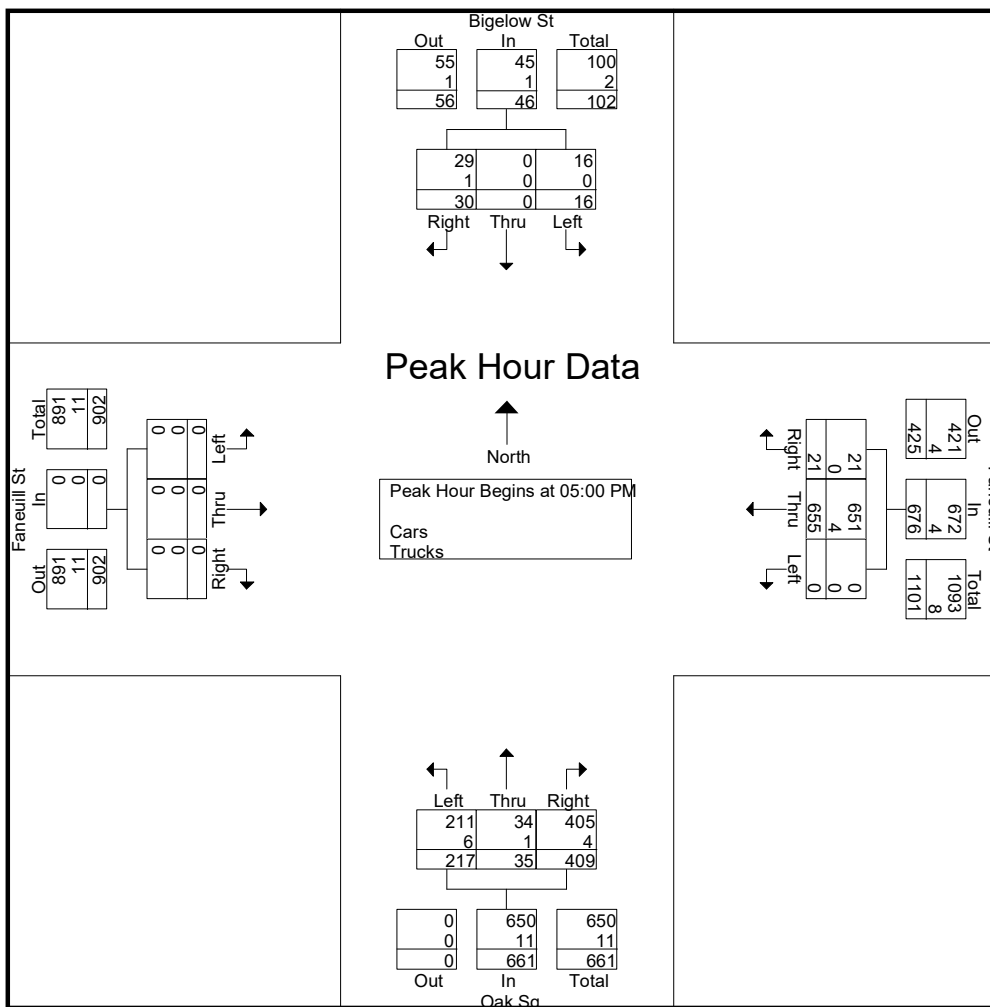 Bigelow St
Out In Total
55 45 100
1 1 2
56 46 102
29 0 16
1 0 0
30 0 16
Right Thru Left
Peak Hour Data
North
Peak Hour Begins at 05:00 PM
Cars
Trucks
Faneuill St
Out In Total
891 0 891
11 0 11
902 0 902
Right Thru Left
0 0 0
0 0 0
0 0 0
Out In Total
421 672 1093
4 4 8
425 676 1101
21 651 0
0 4 0
21 655 0
Right Thru Left
Left Thru Right
211 34 405
6 1 4
217 35 409
0 650 650
0 11 11
0 661 661
Out In Total
Oak Sq